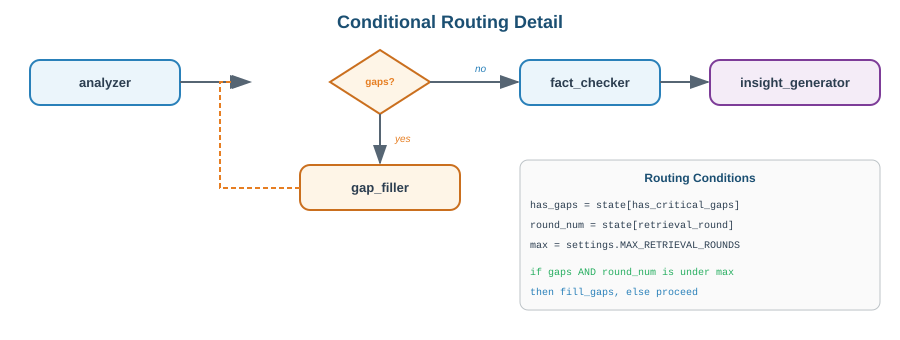 Conditional Routing Detail
analyzer
gaps?
no
fact_checker
insight_generator
yes
gap_filler
Routing Conditions
has_gaps = state[has_critical_gaps]
round_num = state[retrieval_round]
max = settings.MAX_RETRIEVAL_ROUNDS
if gaps AND round_num is under max
then fill_gaps, else proceed